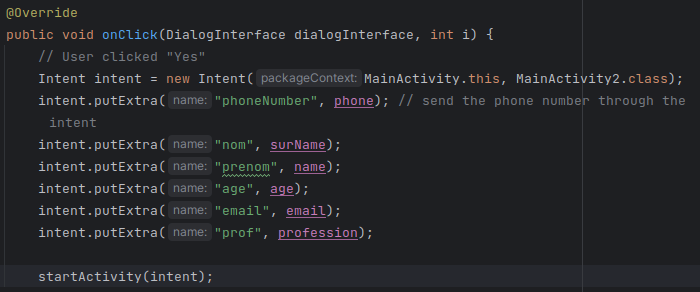 @Override
public void onClick(DialogInterface dialogInterface, int i) {
// User clicked "Yes"
Intent intent = new Intent( packageContext: MainActivity.this, MainActivity2.class);
intent.putExtra( name: "phoneNumber", phone); // send the phone number through the
intent
intent.putExtra( name: "nom", surName);
intent.putExtra( name: "prenom", name);
intent.putExtra( name: "age", age);
intent.putExtra( name: "email", email);
intent.putExtra( name: "prof", profession);
startActivity(intent);